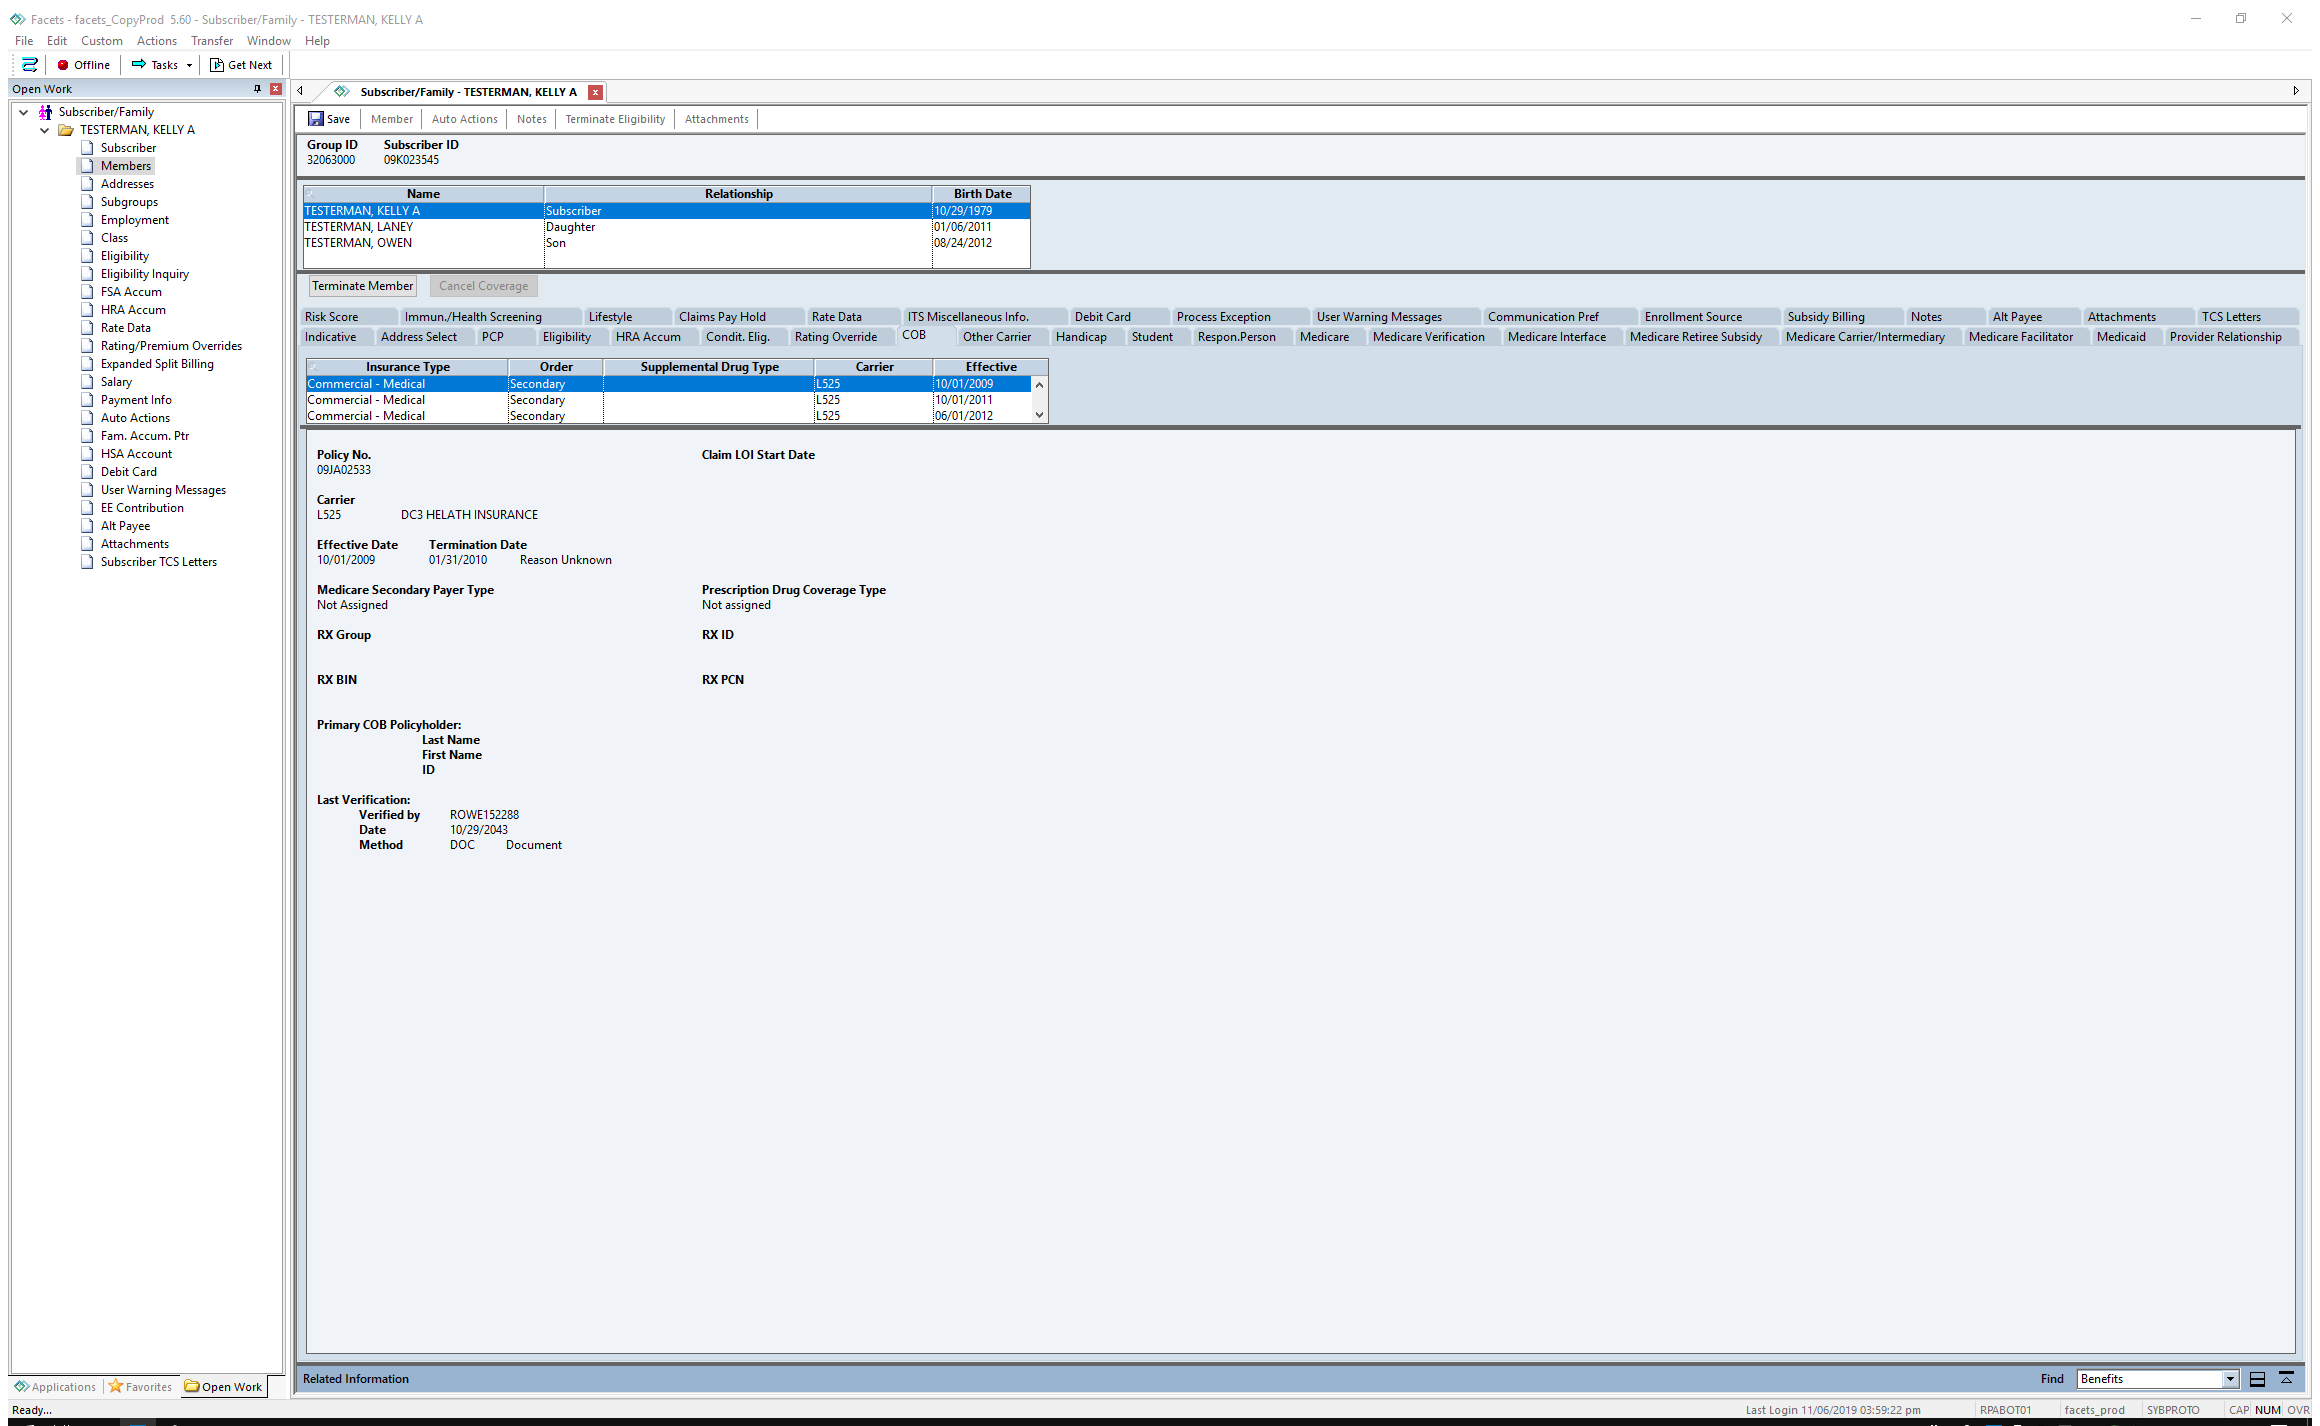 Facets - facets_CopyProd 5.60 - Subscriber/Family - TESTERMAN, KELLY A
File Edit Custom Actions Transfer Window Help
Offline Tasks Get Next
Open Work
Subscriber/Family
TESTERMAN, KELLY A
Subscriber
Members
Addresses
Subgroups
Employment
Class
Eligibility
Eligibility Inquiry
FSA Accum
HRA Accum
Rate Data
Rating/Premium Overrides
Expanded Split Billing
Salary
Payment Info
Auto Actions
Fam. Accum. Ptr
HSA Account
Debit Card
User Warning Messages
EE Contribution
Alt Payee
Attachments
Subscriber TCS Letters
Applications Favorites Open Work
Subscriber/Family - TESTERMAN, KELLY A
Save Member Auto Actions Notes Terminate Eligibility Attachments
Group ID Subscriber ID
32063000 09K023545
Name Relationship Birth Date
TESTERMAN, KELLY A Subscriber 10/29/1979
TESTERMAN, LANEY Daughter 01/06/2011
TESTERMAN, OWEN Son 08/24/2012
Terminate Member Cancel Coverage
Risk Score Immun./Health Screening Lifestyle Claims Pay Hold Rate Data ITS Miscellaneous Info. Debit Card Process Exception User Warning Messages Communication Pref Enrollment Source Subsidy Billing Notes Alt Payee Attachments TCS Letters
Indicative Address Select PCP Eligibility HRA Accum Condit. Elig. Rating Override COB Other Carrier Handicap Student Respon.Person Medicare Medicare Verification Medicare Interface Medicare Retiree Subsidy Medicare Carrier/Intermediary Medicare Facilitator Medicaid Provider Relationship
Insurance Type Order Supplemental Drug Type Carrier Effective
Commercial - Medical Secondary L525 10/01/2009
Commercial - Medical Secondary L525 10/01/2011
Commercial - Medical Secondary L525 06/01/2012
Policy No. Claim LOI Start Date
09JA02533
Carrier
L525 DC3 HELATH INSURANCE
Effective Date Termination Date
10/01/2009 01/31/2010 Reason Unknown
Medicare Secondary Payer Type Prescription Drug Coverage Type
Not Assigned Not assigned
RX Group RX ID
RX BIN RX PCN
Primary COB Policyholder:
Last Name
First Name
ID
Last Verification:
Verified by ROWE152288
Date 10/29/2043
Method DOC Document
Related Information Find Benefits
Ready... Last Login 11/06/2019 03:59:22 pm RPABOT01 facets_prod SYBPROTO CAP NUM OVR